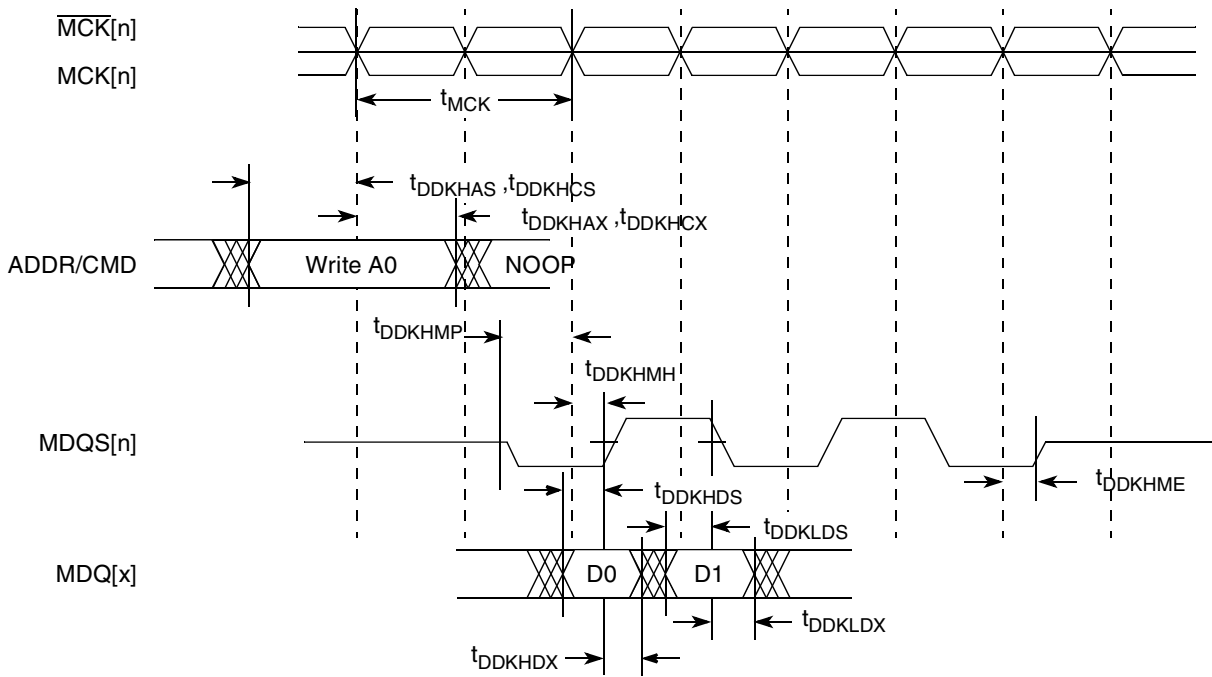 M̅C̅K̅[n]
MCK[n]
tMCK
tDDKHAS ,tDDKHCS
tDDKHAX ,tDDKHCX
ADDR/CMD
Write A0
NOOP
tDDKHMP
tDDKHMH
MDQS[n]
tDDKHME
tDDKHDS
tDDKLDS
MDQ[x]
D0
D1
tDDKLDX
tDDKHDX